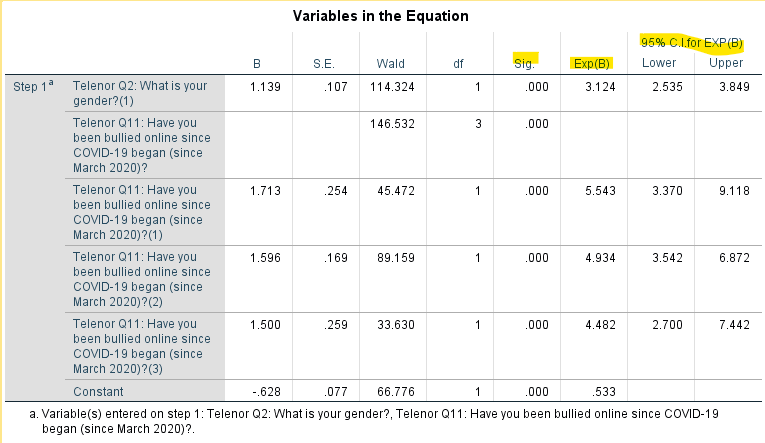 Variables in the Equation
95% C.I.for EXP(B)
B S.E. Wald df Sig. Exp(B) Lower Upper
Step 1a Telenor Q2: What is your 1.139 .107 114.324 1 .000 3.124 2.535 3.849
gender?(1)
Telenor Q11: Have you 146.532 3 .000
been bullied online since
COVID-19 began (since
March 2020)?
Telenor Q11: Have you 1.713 .254 45.472 1 .000 5.543 3.370 9.118
been bullied online since
COVID-19 began (since
March 2020)?(1)
Telenor Q11: Have you 1.596 .169 89.159 1 .000 4.934 3.542 6.872
been bullied online since
COVID-19 began (since
March 2020)?(2)
Telenor Q11: Have you 1.500 .259 33.630 1 .000 4.482 2.700 7.442
been bullied online since
COVID-19 began (since
March 2020)?(3)
Constant -.628 .077 66.776 1 .000 .533
a. Variable(s) entered on step 1: Telenor Q2: What is your gender?, Telenor Q11: Have you been bullied online since COVID-19
began (since March 2020)?.